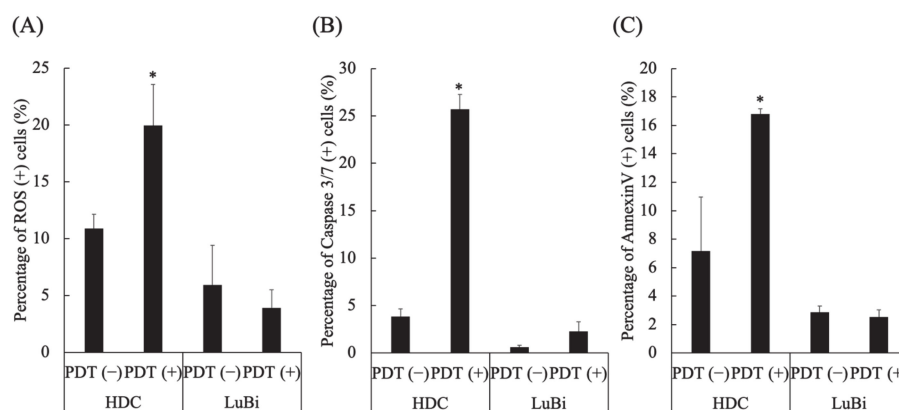 (A)
Percentage of ROS (+) cells (%)
25
20
15
10
5
0
*
PDT (−) PDT (+) PDT (−) PDT (+)
HDC LuBi
(B)
Percentage of Caspase 3/7 (+) cells (%)
30
25
20
15
10
5
0
*
PDT (−) PDT (+) PDT (−) PDT (+)
HDC LuBi
(C)
Percentage of AnnexinV (+) cells (%)
20
18
16
14
12
10
8
6
4
2
0
*
PDT (−) PDT (+) PDT (−) PDT (+)
HDC LuBi